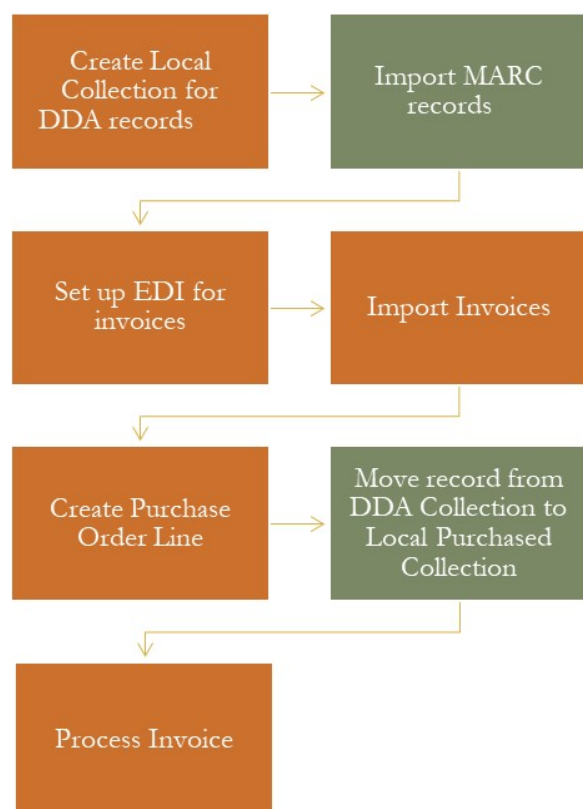 Create Local
Collection for
DDA records
Import MARC
records
Set up EDI for
invoices
Import Invoices
Create Purchase
Order Line
Move record from
DDA Collection to
Local Purchased
Collection
Process Invoice